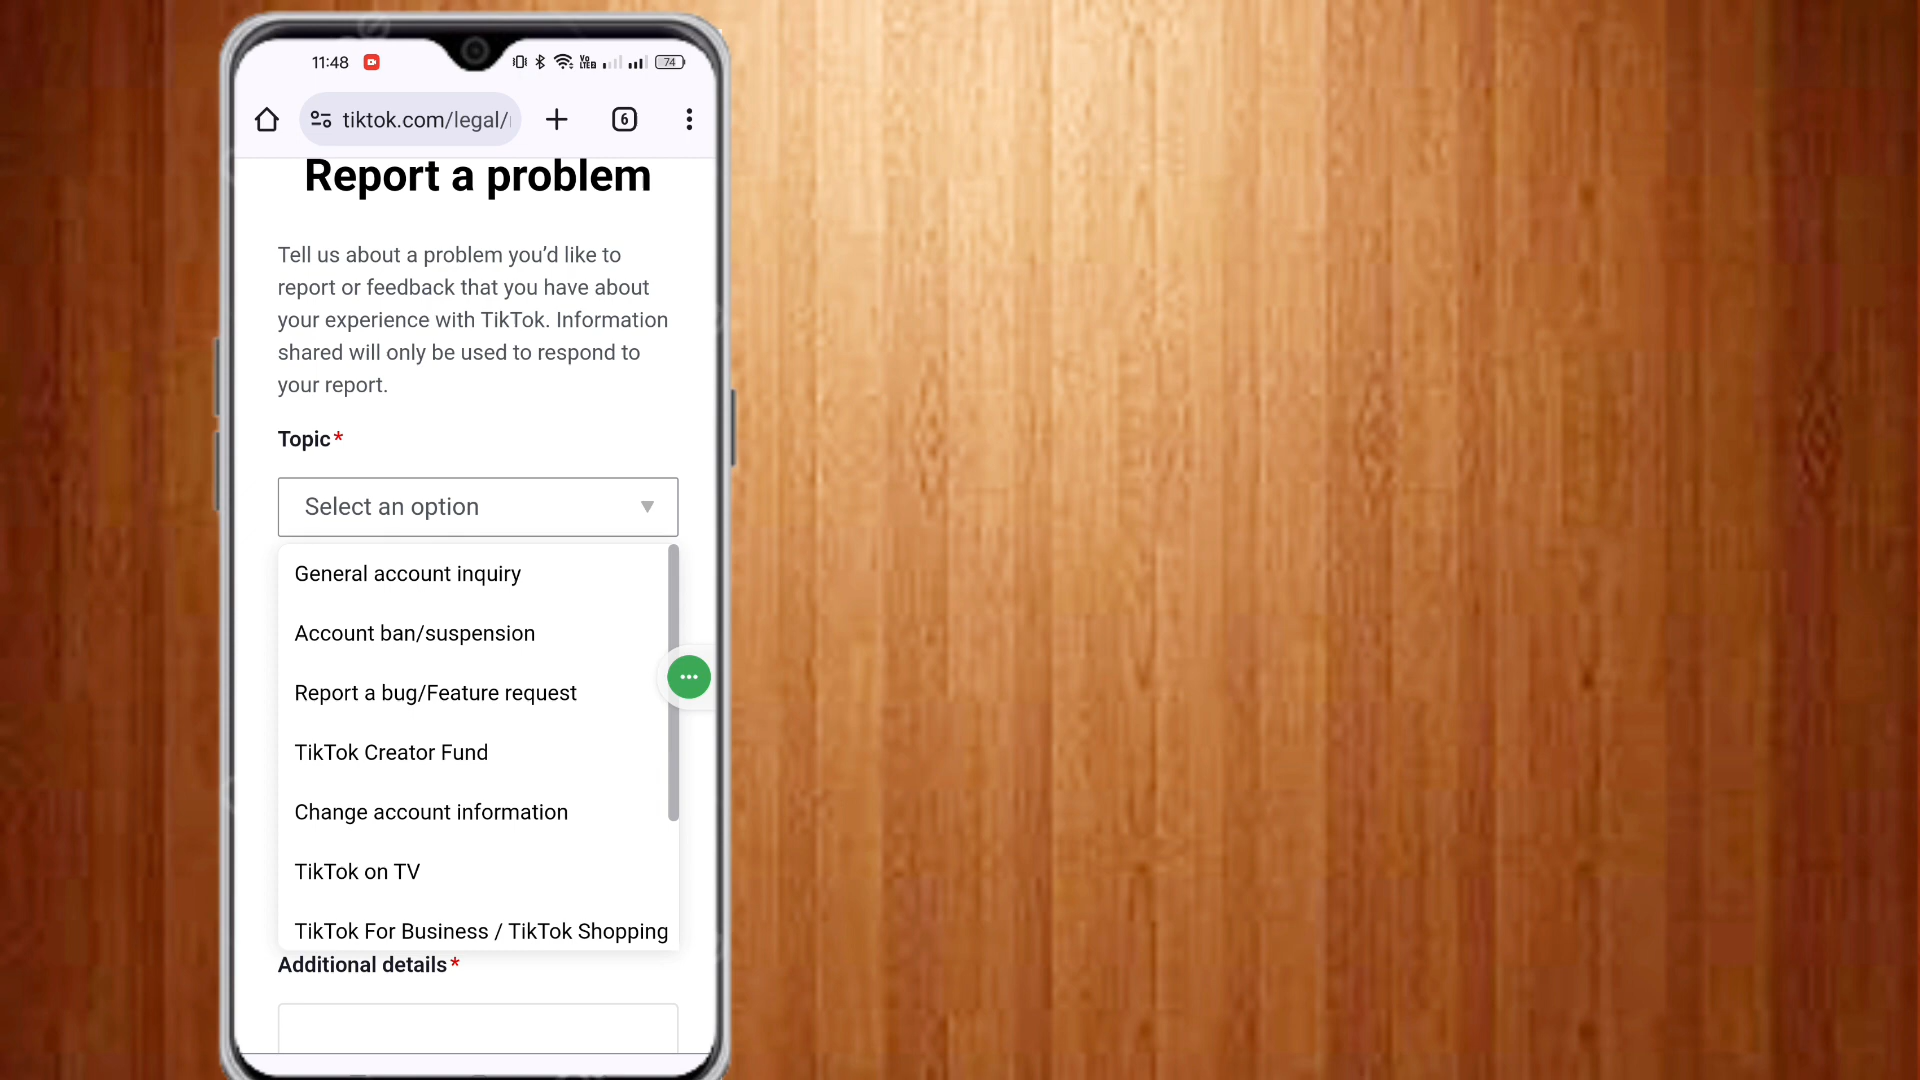 11:48
Vo
LTE2
74
tiktok.com/legal/
6
Report a problem
Tell us about a problem you’d like to
report or feedback that you have about
your experience with TikTok. Information
shared will only be used to respond to
your report.
Topic*
Select an option
General account inquiry
Account ban/suspension
Report a bug/Feature request
TikTok Creator Fund
Change account information
TikTok on TV
TikTok For Business / TikTok Shopping
Additional details*